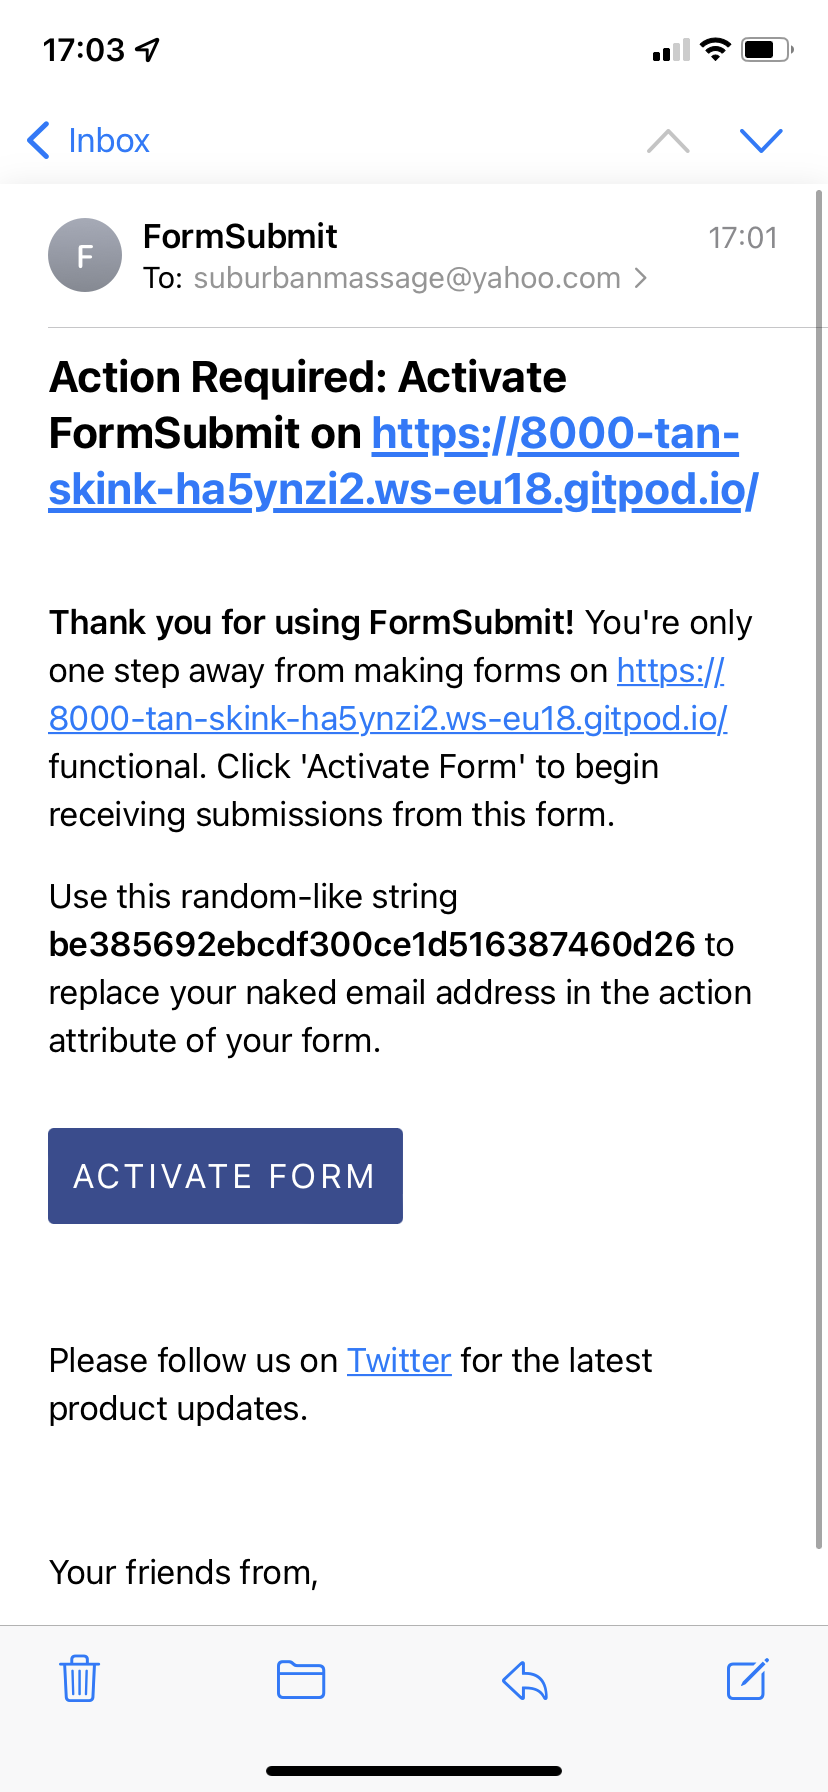 17:03
Inbox
F
FormSubmit
17:01
To: suburbanmassage@yahoo.com
Action Required: Activate
FormSubmit on https://8000-tan-
skink-ha5ynzi2.ws-eu18.gitpod.io/
Thank you for using FormSubmit! You're only
one step away from making forms on https://
8000-tan-skink-ha5ynzi2.ws-eu18.gitpod.io/
functional. Click 'Activate Form' to begin
receiving submissions from this form.
Use this random-like string
be385692ebcdf300ce1d516387460d26 to
replace your naked email address in the action
attribute of your form.
ACTIVATE FORM
Please follow us on Twitter for the latest
product updates.
Your friends from,